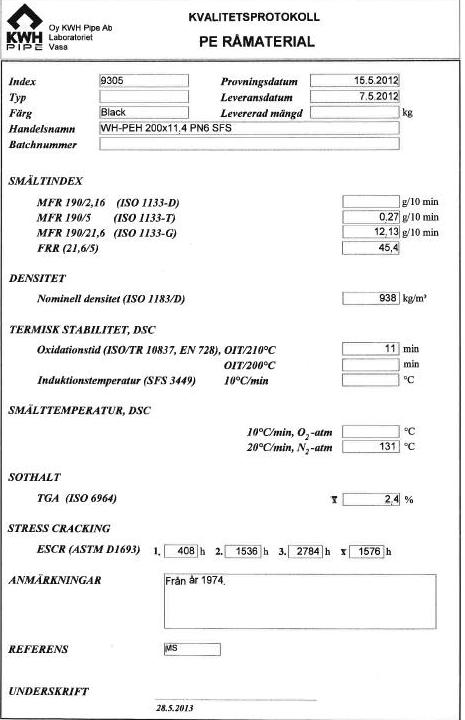 KWH
PIPE
Oy KWH Pipe Ab
Laboratoriet
Vasa
KVALITETSPROTOKOLL
PE RÅMATERIAL
Index 9305 Provningsdatum 15.5.2012
Typ Leveransdatum 7.5.2012
Färg Black Levererad mängd kg
Handelsnamn WH-PEH 200x11,4 PN6 SFS
Batchnummer
SMÄLTINDEX
MFR 190/2,16 (ISO 1133-D) g/10 min
MFR 190/5 (ISO 1133-T) 0,27 g/10 min
MFR 190/21,6 (ISO 1133-G) 12,13 g/10 min
FRR (21,6/5) 45,4
DENSITET
Nominell densitet (ISO 1183/D) 938 kg/m³
TERMISK STABILITET, DSC
Oxidationstid (ISO/TR 10837, EN 728), OIT/210°C 11 min
OIT/200°C min
Induktionstemperatur (SFS 3449) 10°C/min °C
SMÄLTTEMPERATUR, DSC
10°C/min, O₂-atm °C
20°C/min, N₂-atm 131 °C
SOTHALT
TGA (ISO 6964) x̅ 2,4 %
STRESS CRACKING
ESCR (ASTM D1693) 1. 408 h 2. 1536 h 3. 2784 h x̅ 1576 h
ANMÄRKNINGAR Från år 1974.
REFERENS MS
UNDERSKRIFT
28.5.2013